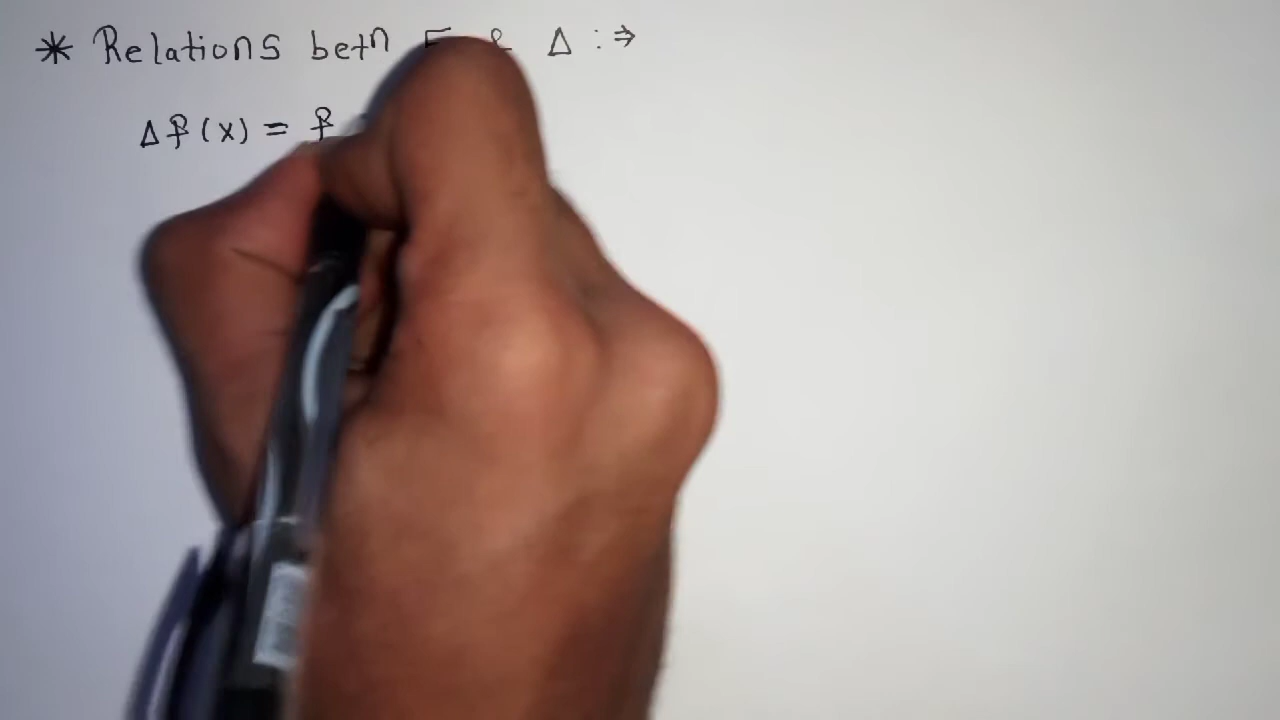 * Relations betn E & Δ :⇒
Δf(x) = f